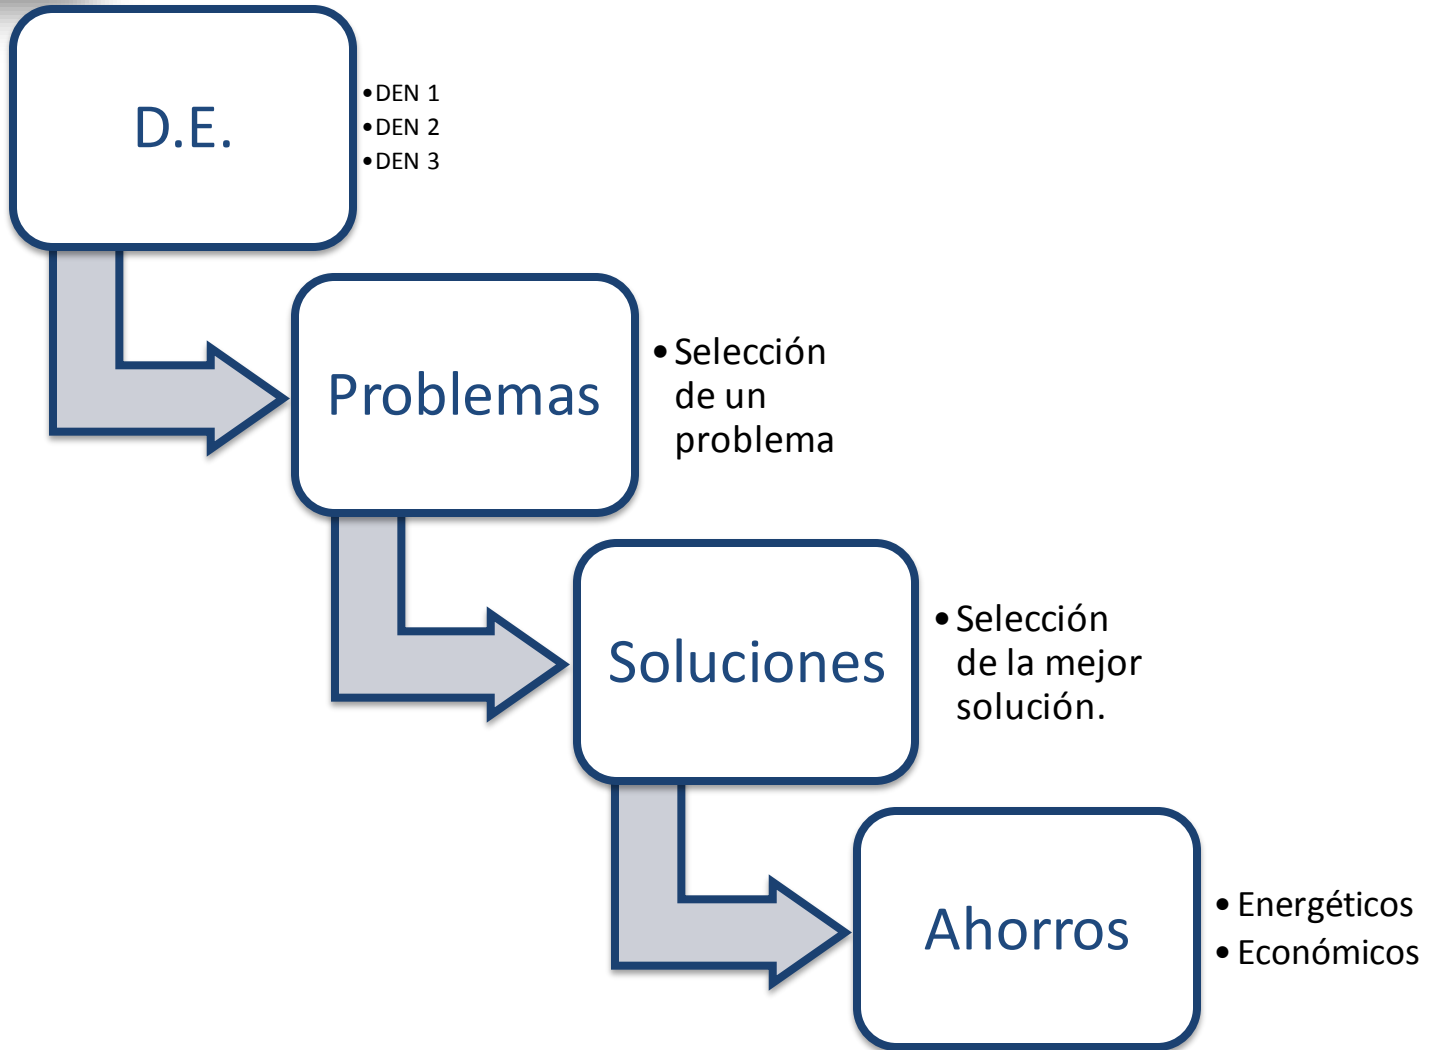 D.E.
•DEN 1
•DEN 2
•DEN 3
Problemas
•Selección
de un
problema
Soluciones
•Selección
de la mejor
solución.
Ahorros
•Energéticos
•Económicos